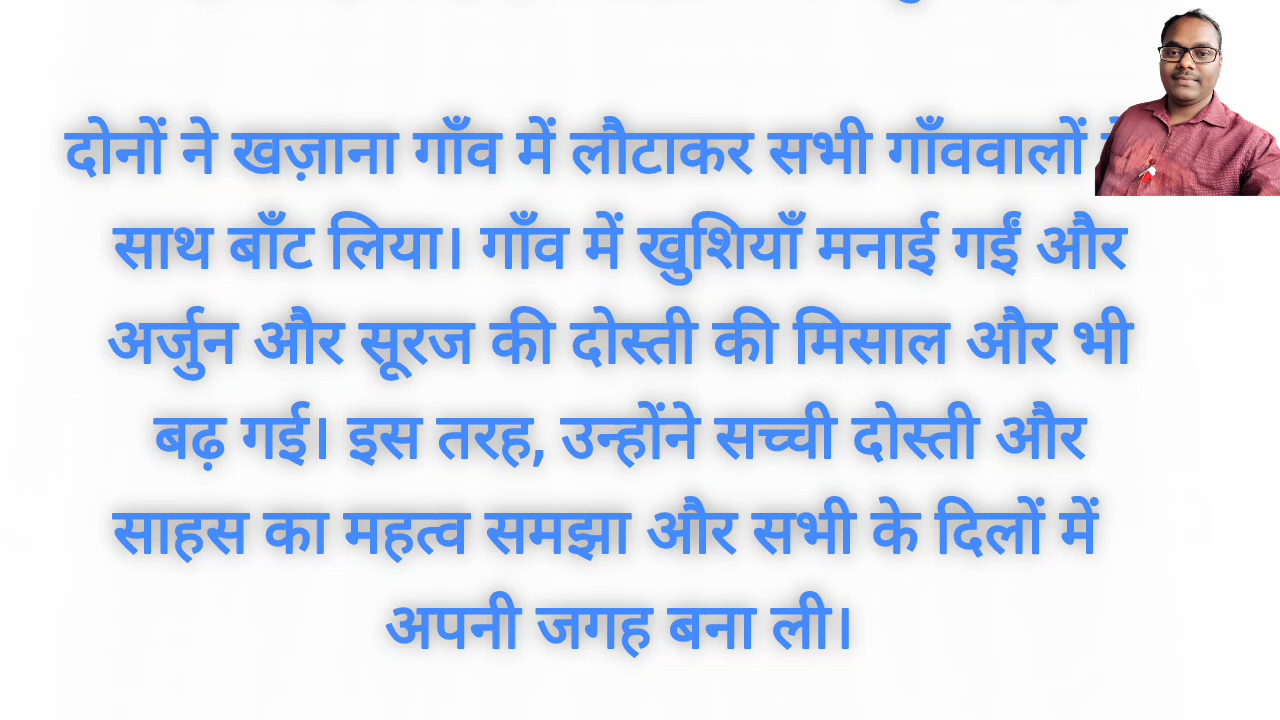 दोनों ने खज़ाना गाँव में लौटाकर सभी गाँववालों
साथ बाँट लिया। गाँव में खुशियाँ मनाई गईं और
अर्जुन और सूरज की दोस्ती की मिसाल और भी
बढ़ गई। इस तरह, उन्होंने सच्ची दोस्ती और
साहस का महत्व समझा और सभी के दिलों में
अपनी जगह बना ली।